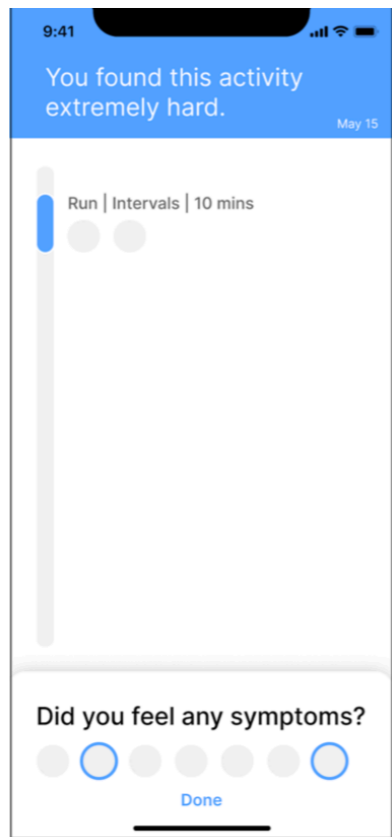 9:41
You found this activity
extremely hard.
May 15
Run | Intervals | 10 mins
Did you feel any symptoms?
Done